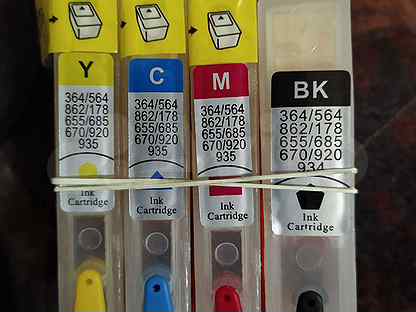 Y
364/564
862/178
655/685
670/920
935
Ink
Cartridge
C
364/564
862/178
655/685
670/920
935
Ink
Cartridge
M
364/564
862/178
655/685
670/920
935
Ink
Cartridge
BK
364/564
862/178
655/685
670/920
934
Ink
Cartridge